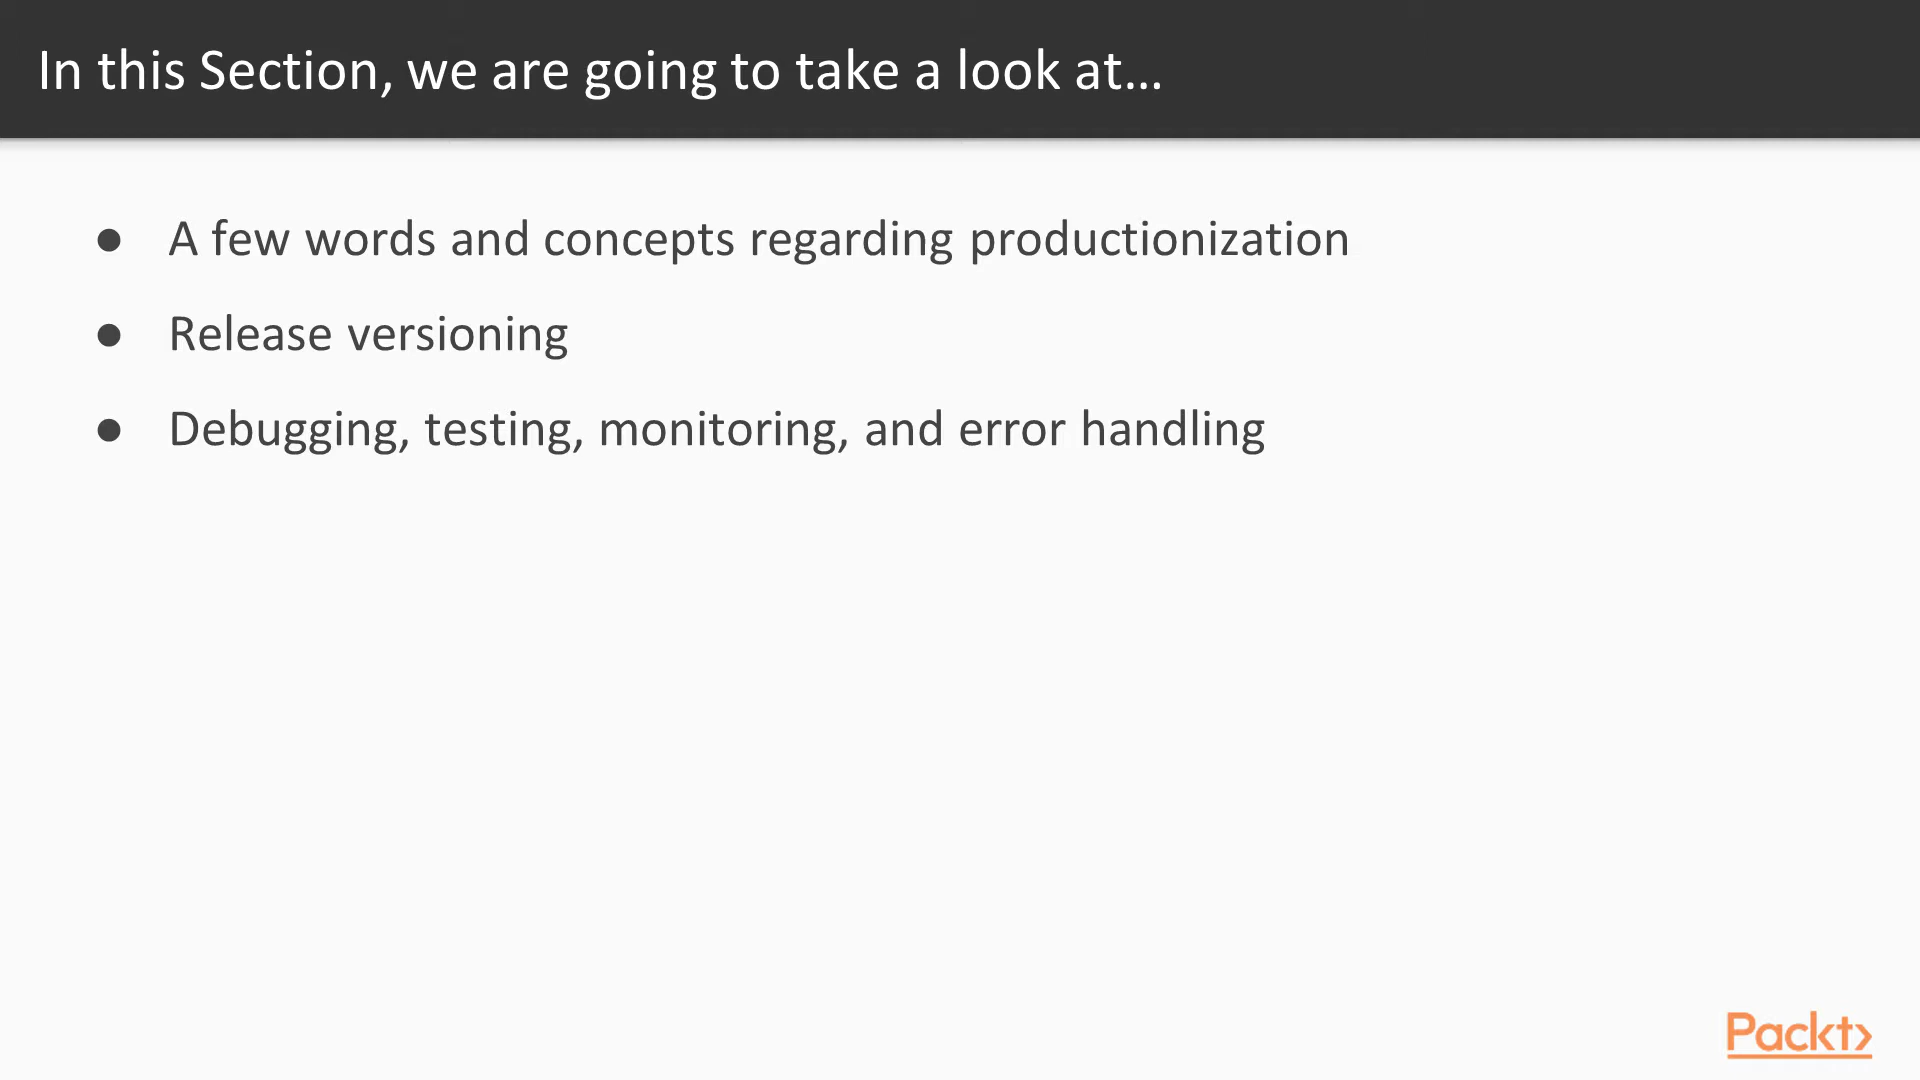 In this Section, we are going to take a look at...
● A few words and concepts regarding productionization
● Release versioning
● Debugging, testing, monitoring, and error handling
Packt>